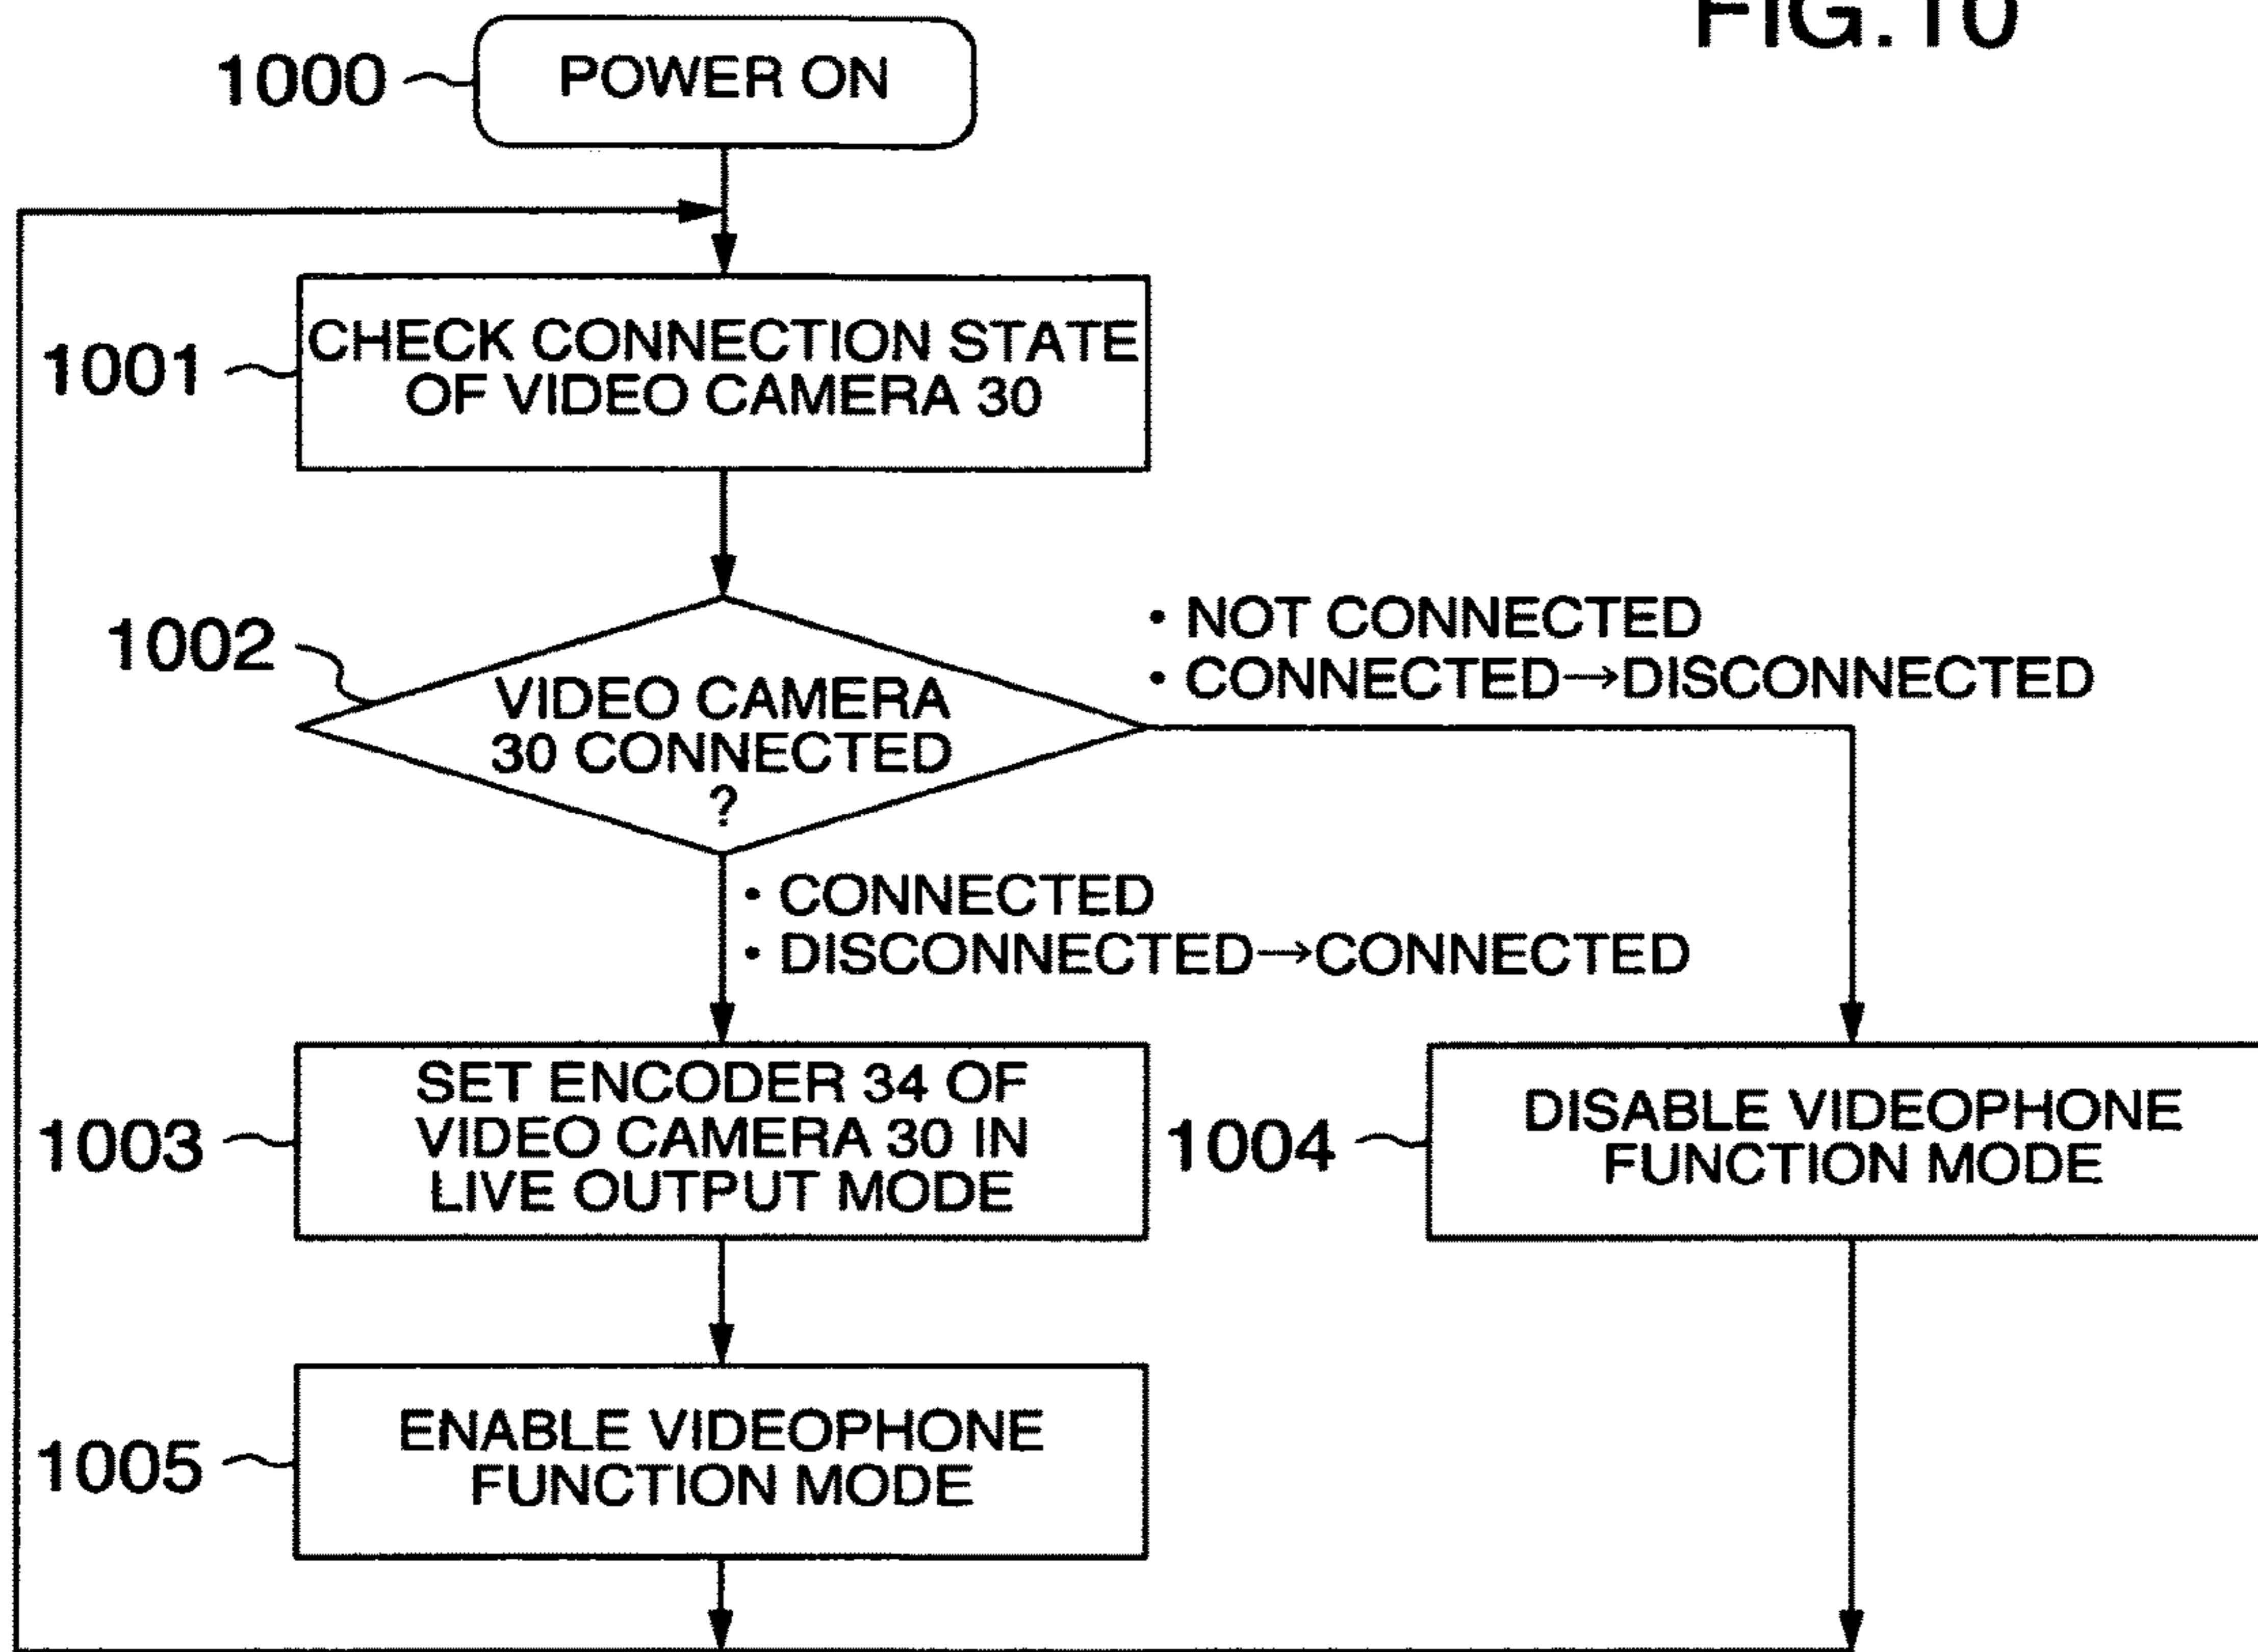 FIG.10
1000
POWER ON
1001
CHECK CONNECTION STATE
OF VIDEO CAMERA 30
1002
VIDEO CAMERA
30 CONNECTED
?
• NOT CONNECTED
• CONNECTED→DISCONNECTED
• CONNECTED
• DISCONNECTED→CONNECTED
1003
SET ENCODER 34 OF
VIDEO CAMERA 30 IN
LIVE OUTPUT MODE
1004
DISABLE VIDEOPHONE
FUNCTION MODE
1005
ENABLE VIDEOPHONE
FUNCTION MODE